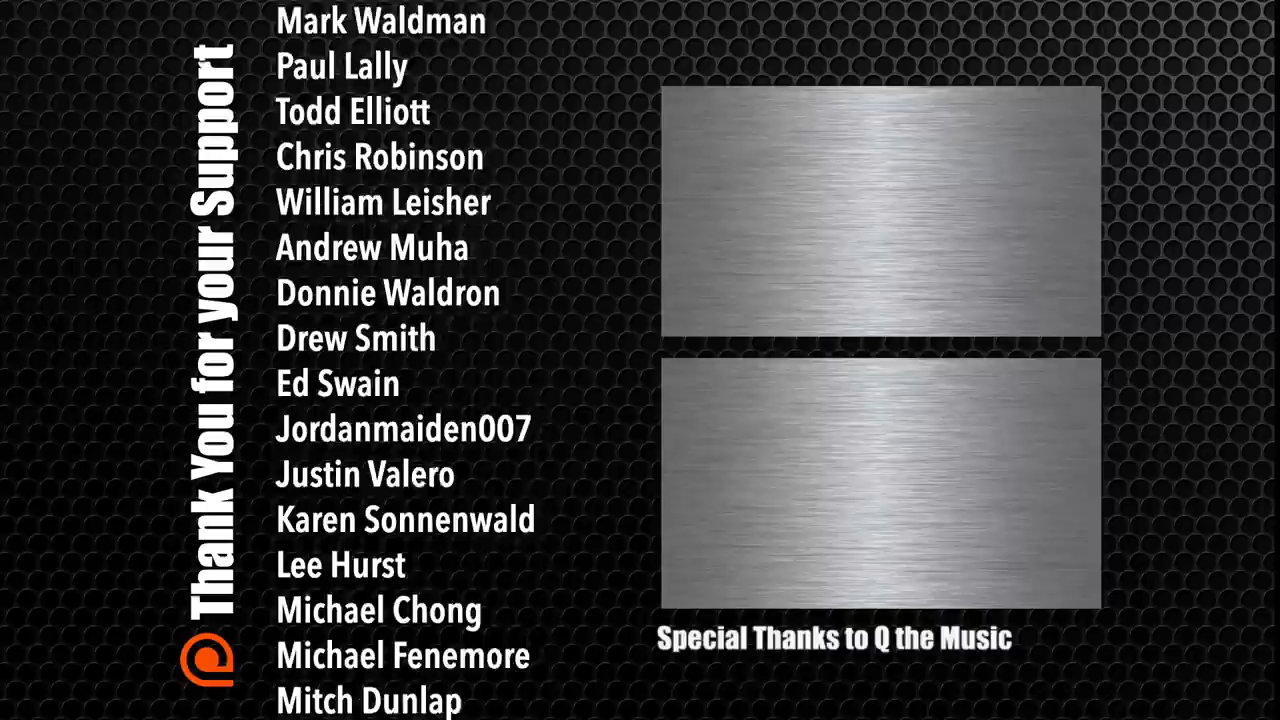 Thank You for your Support
Mark Waldman
Paul Lally
Todd Elliott
Chris Robinson
William Leisher
Andrew Muha
Donnie Waldron
Drew Smith
Ed Swain
Jordanmaiden007
Justin Valero
Karen Sonnenwald
Lee Hurst
Michael Chong
Michael Fenemore
Mitch Dunlap
Special Thanks to Q the Music